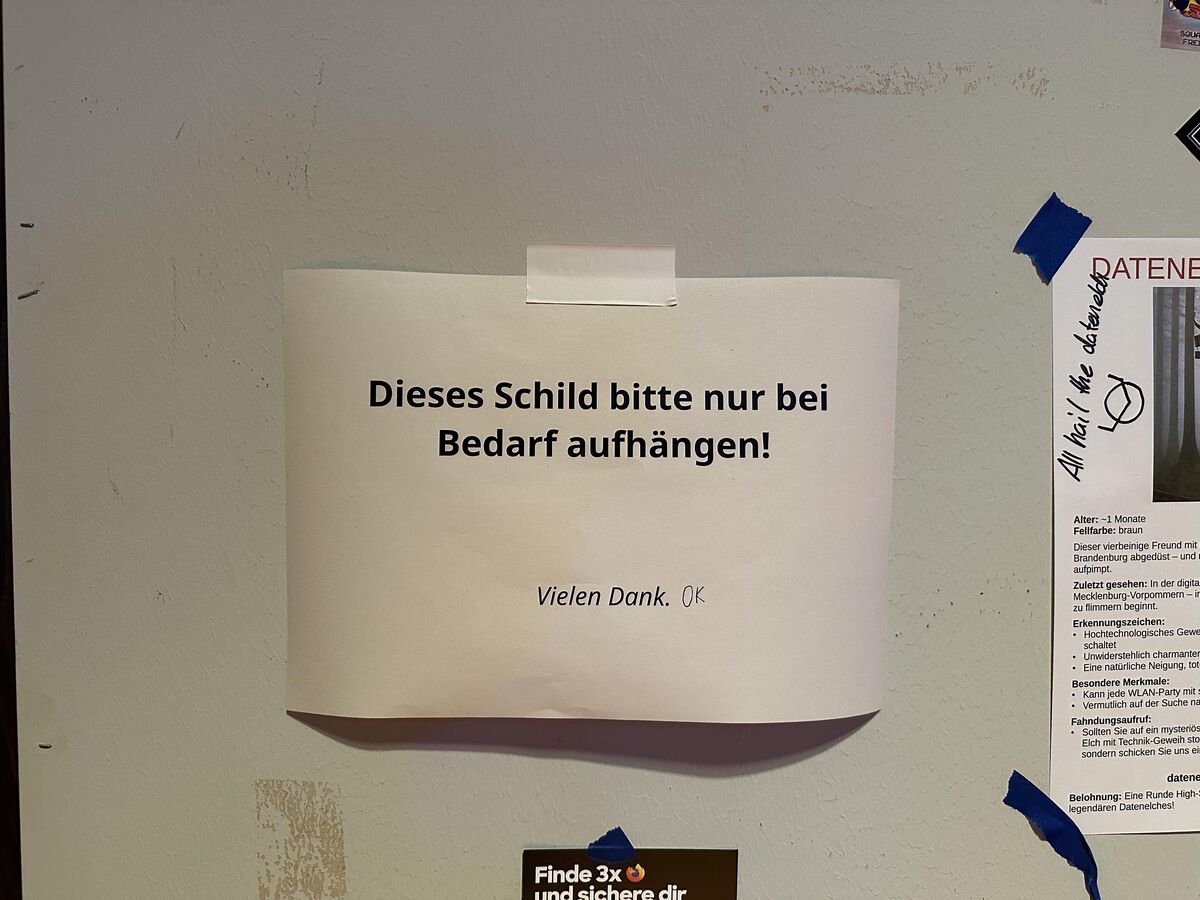 Dieses Schild bitte nur bei
Bedarf aufhängen!
Vielen Dank. OK
SQUA
FRE
DATENE
All hail the datenelch
Alter: ~1 Monate
Fellfarbe: braun
Dieser vierbeinige Freund mit
Brandenburg abgedüst – und
aufpimpt.
Zuletzt gesehen: In der digita
Mecklenburg-Vorpommern – i
zu flimmern beginnt.
Erkennungszeichen:
• Hochtechnologisches Gewe
schaltet
• Unwiderstehlich charmanter
• Eine natürliche Neigung, tot
Besondere Merkmale:
• Kann jede WLAN-Party mit s
• Vermutlich auf der Suche na
Fahndungsaufruf:
• Sollten Sie auf ein mysteriös
Elch mit Technik-Geweih sto
sondern schicken Sie uns ei
datene
Belohnung: Eine Runde High-S
legendären Datenelches!
Finde 3x
und sichere dir